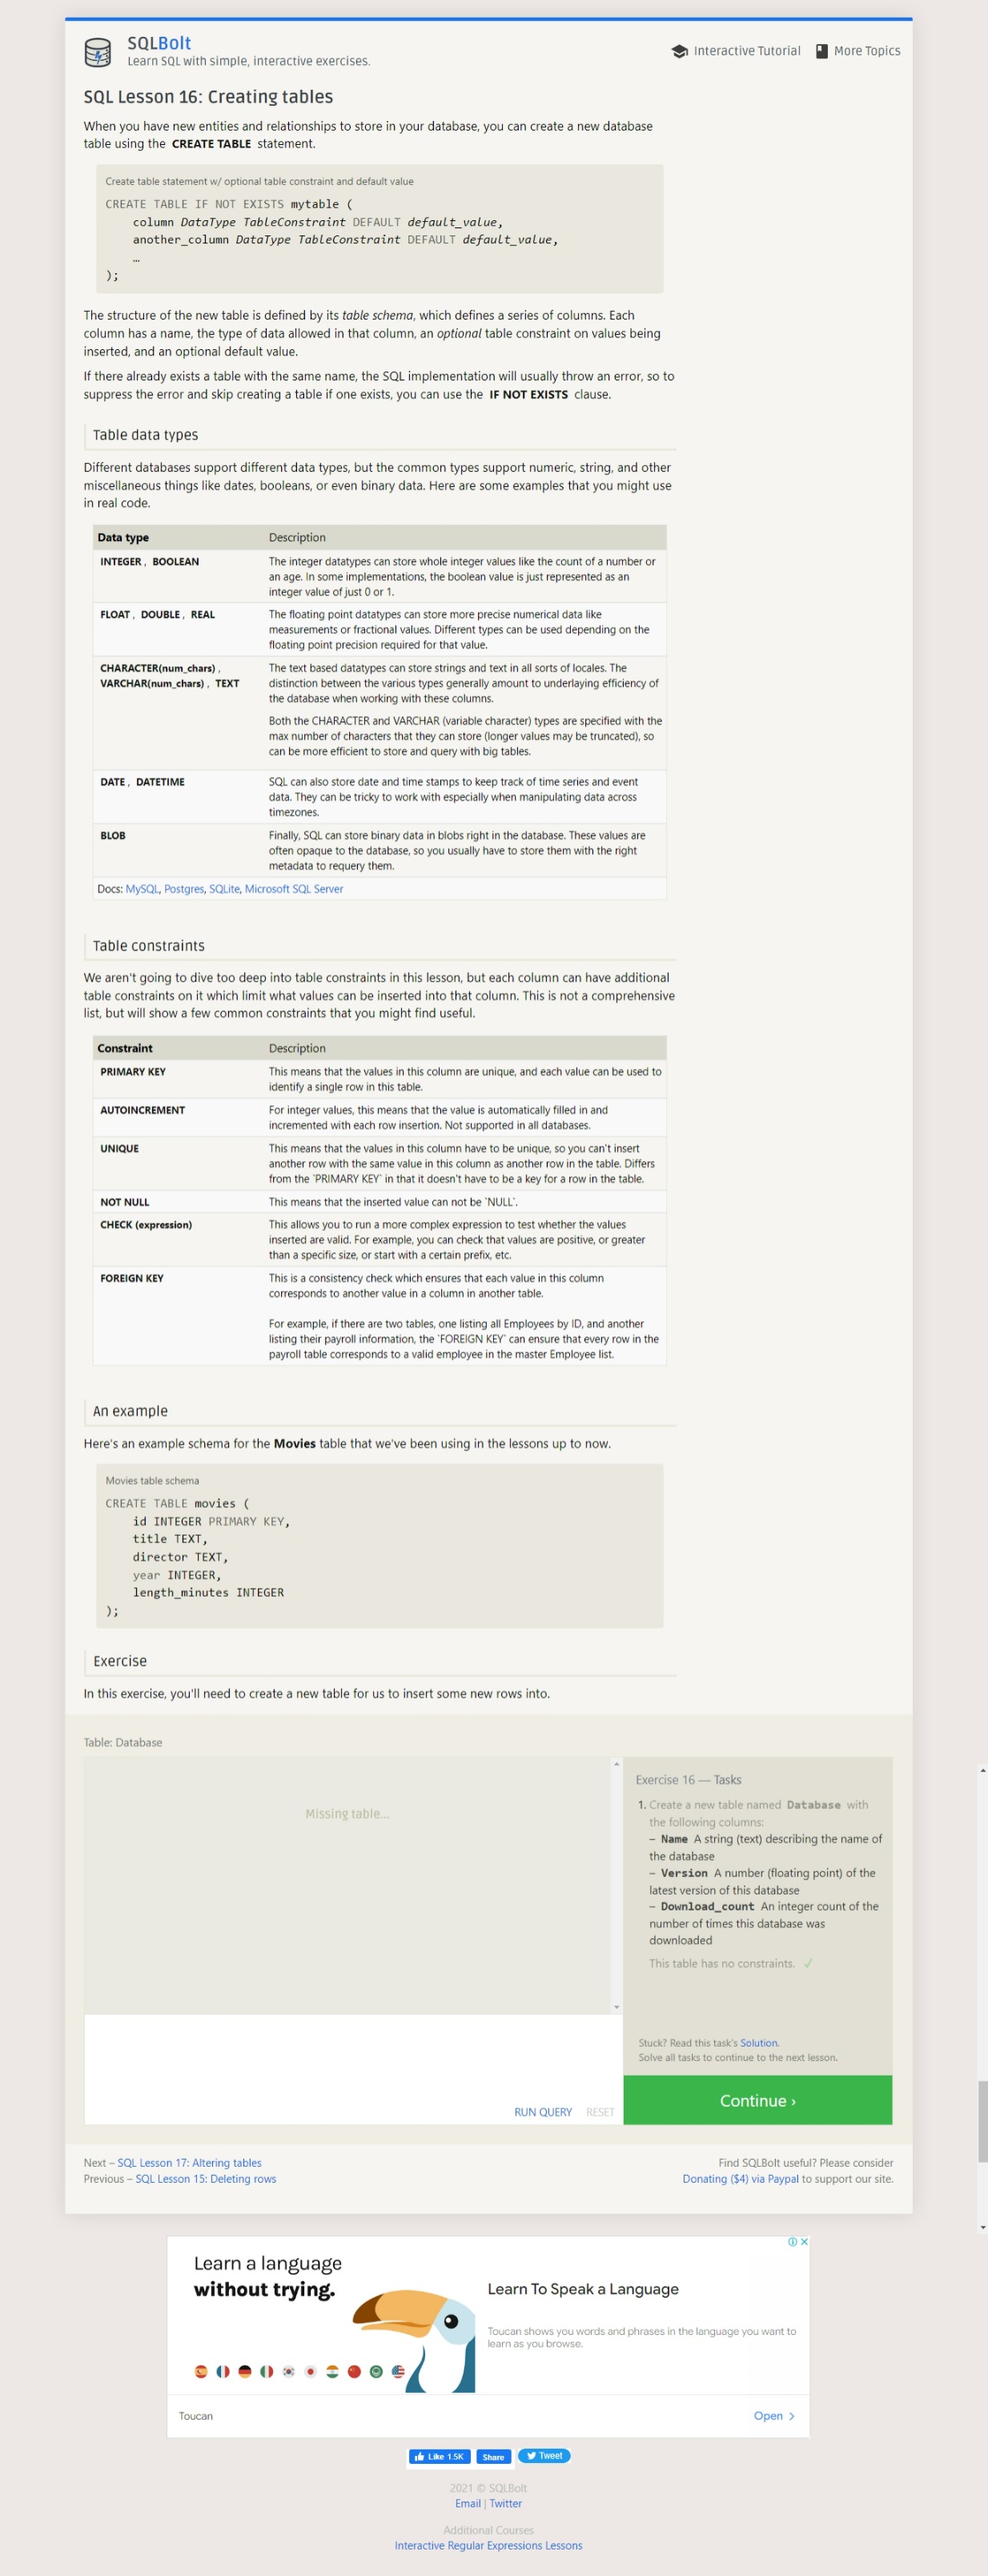 SQLBolt
Learn SQL with simple, interactive exercises.
Interactive Tutorial
More Topics
SQL Lesson 16: Creating tables
When you have new entities and relationships to store in your database, you can create a new database
table using the CREATE TABLE statement.
Create table statement w/ optional table constraint and default value
CREATE TABLE IF NOT EXISTS mytable (
column DataType TableConstraint DEFAULT default_value,
another_column DataType TableConstraint DEFAULT default_value,
…
);
The structure of the new table is defined by its table schema, which defines a series of columns. Each
column has a name, the type of data allowed in that column, an optional table constraint on values being
inserted, and an optional default value.
If there already exists a table with the same name, the SQL implementation will usually throw an error, so to
suppress the error and skip creating a table if one exists, you can use the IF NOT EXISTS clause.
Table data types
Different databases support different data types, but the common types support numeric, string, and other
miscellaneous things like dates, booleans, or even binary data. Here are some examples that you might use
in real code.
Data type Description
INTEGER, BOOLEAN
The integer datatypes can store whole integer values like the count of a number or
an age. In some implementations, the boolean value is just represented as an
integer value of just 0 or 1.
FLOAT, DOUBLE, REAL
The floating point datatypes can store more precise numerical data like
measurements or fractional values. Different types can be used depending on the
floating point precision required for that value.
CHARACTER(num_chars),
VARCHAR(num_chars), TEXT
The text based datatypes can store strings and text in all sorts of locales. The
distinction between the various types generally amount to underlaying efficiency of
the database when working with these columns.
Both the CHARACTER and VARCHAR (variable character) types are specified with the
max number of characters that they can store (longer values may be truncated), so
can be more efficient to store and query with big tables.
DATE, DATETIME
SQL can also store date and time stamps to keep track of time series and event
data. They can be tricky to work with especially when manipulating data across
timezones.
BLOB
Finally, SQL can store binary data in blobs right in the database. These values are
often opaque to the database, so you usually have to store them with the right
metadata to requery them.
Docs: MySQL, Postgres, SQLite, Microsoft SQL Server
Table constraints
We aren't going to dive too deep into table constraints in this lesson, but each column can have additional
table constraints on it which limit what values can be inserted into that column. This is not a comprehensive
list, but will show a few common constraints that you might find useful.
Constraint Description
PRIMARY KEY
This means that the values in this column are unique, and each value can be used to
identify a single row in this table.
AUTOINCREMENT
For integer values, this means that the value is automatically filled in and
incremented with each row insertion. Not supported in all databases.
UNIQUE
This means that the values in this column have to be unique, so you can't insert
another row with the same value in this column as another row in the table. Differs
from the `PRIMARY KEY` in that it doesn't have to be a key for a row in the table.
NOT NULL
This means that the inserted value can not be `NULL`.
CHECK (expression)
This allows you to run a more complex expression to test whether the values
inserted are valid. For example, you can check that values are positive, or greater
than a specific size, or start with a certain prefix, etc.
FOREIGN KEY
This is a consistency check which ensures that each value in this column
corresponds to another value in a column in another table.
For example, if there are two tables, one listing all Employees by ID, and another
listing their payroll information, the `FOREIGN KEY` can ensure that every row in the
payroll table corresponds to a valid employee in the master Employee list.
An example
Here's an example schema for the Movies table that we've been using in the lessons up to now.
Movies table schema
CREATE TABLE movies (
id INTEGER PRIMARY KEY,
title TEXT,
director TEXT,
year INTEGER,
length_minutes INTEGER
);
Exercise
In this exercise, you'll need to create a new table for us to insert some new rows into.
Table: Database
Missing table...
RUN QUERY RESET
Exercise 16 — Tasks
1. Create a new table named Database with
the following columns:
– Name A string (text) describing the name of
the database
– Version A number (floating point) of the
latest version of this database
– Download_count An integer count of the
number of times this database was
downloaded
This table has no constraints. ✓
Stuck? Read this task's Solution.
Solve all tasks to continue to the next lesson.
Continue ›
Next – SQL Lesson 17: Altering tables
Previous – SQL Lesson 15: Deleting rows
Find SQLBolt useful? Please consider
Donating ($4) via Paypal to support our site.
Learn a language
without trying.
Learn To Speak a Language
Toucan shows you words and phrases in the language you want to
learn as you browse.
Toucan
Open
Like 1.5K
Share
Tweet
2021 © SQLBolt
Email | Twitter
Additional Courses
Interactive Regular Expressions Lessons